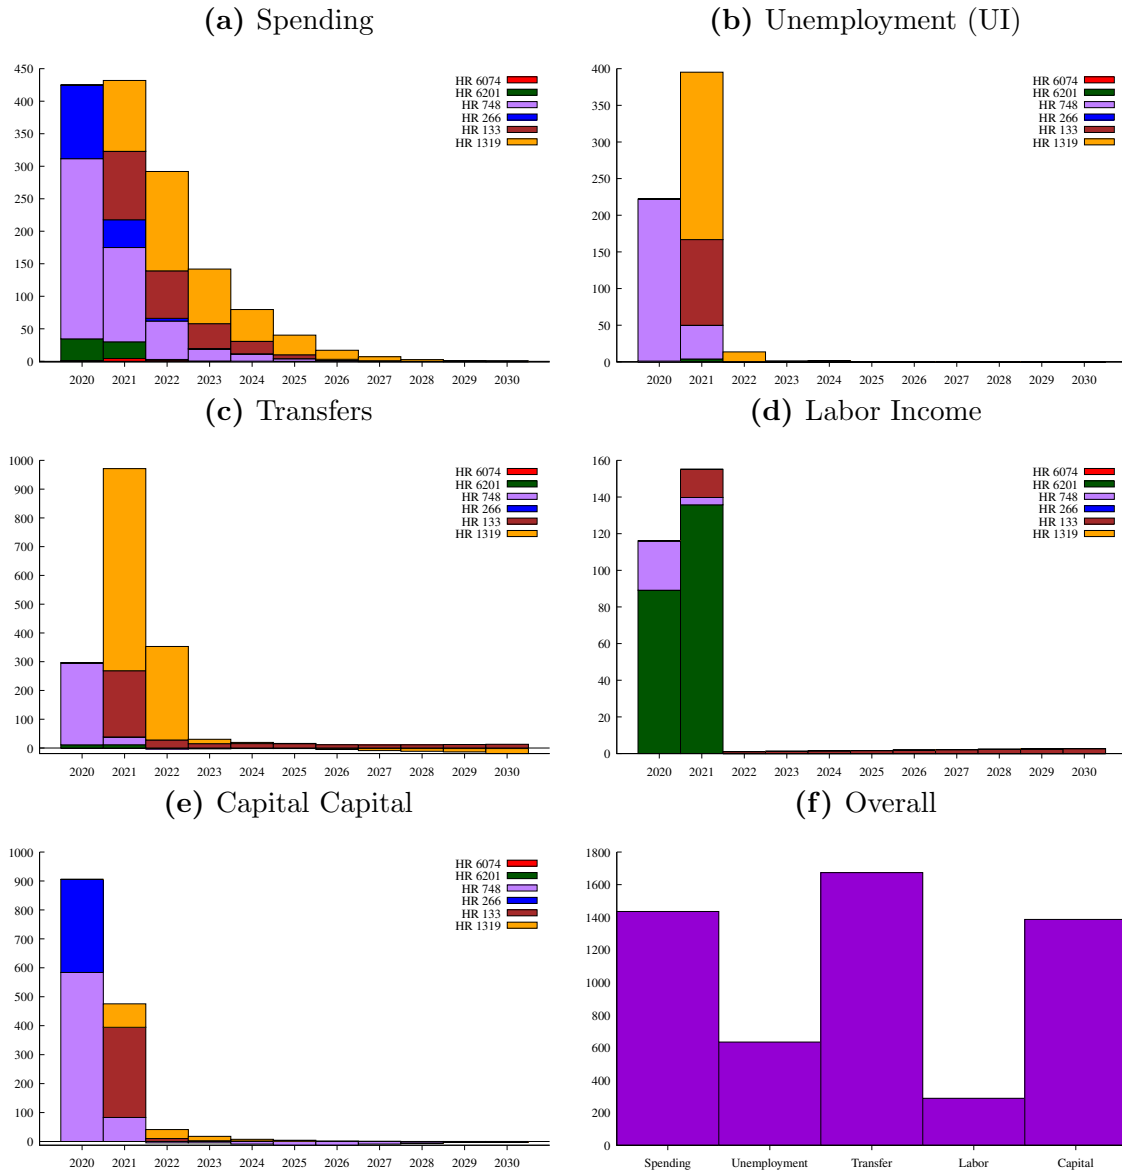 (a) Spending
450
400
350
300
250
200
150
100
50
0
HR 6074
HR 6201
HR 748
HR 266
HR 133
HR 1319
2020 2021 2022 2023 2024 2025 2026 2027 2028 2029 2030
(b) Unemployment (UI)
400
350
300
250
200
150
100
50
0
HR 6074
HR 6201
HR 748
HR 266
HR 133
HR 1319
2020 2021 2022 2023 2024 2025 2026 2027 2028 2029 2030
(c) Transfers
1000
900
800
700
600
500
400
300
200
100
0
HR 6074
HR 6201
HR 748
HR 266
HR 133
HR 1319
2020 2021 2022 2023 2024 2025 2026 2027 2028 2029 2030
(d) Labor Income
160
140
120
100
80
60
40
20
0
HR 6074
HR 6201
HR 748
HR 266
HR 133
HR 1319
2020 2021 2022 2023 2024 2025 2026 2027 2028 2029 2030
(e) Capital Capital
1000
900
800
700
600
500
400
300
200
100
0
HR 6074
HR 6201
HR 748
HR 266
HR 133
HR 1319
2020 2021 2022 2023 2024 2025 2026 2027 2028 2029 2030
(f) Overall
1800
1600
1400
1200
1000
800
600
400
200
0
Spending Unemployment Transfer Labor Capital